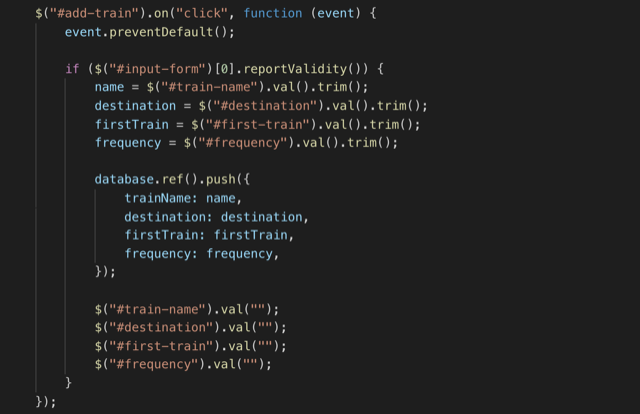 $("#add-train").on("click", function (event) {
    event.preventDefault();

    if ($("#input-form")[0].reportValidity()) {
        name = $("#train-name").val().trim();
        destination = $("#destination").val().trim();
        firstTrain = $("#first-train").val().trim();
        frequency = $("#frequency").val().trim();

        database.ref().push({
            trainName: name,
            destination: destination,
            firstTrain: firstTrain,
            frequency: frequency,
        });

        $("#train-name").val("");
        $("#destination").val("");
        $("#first-train").val("");
        $("#frequency").val("");
    }
});